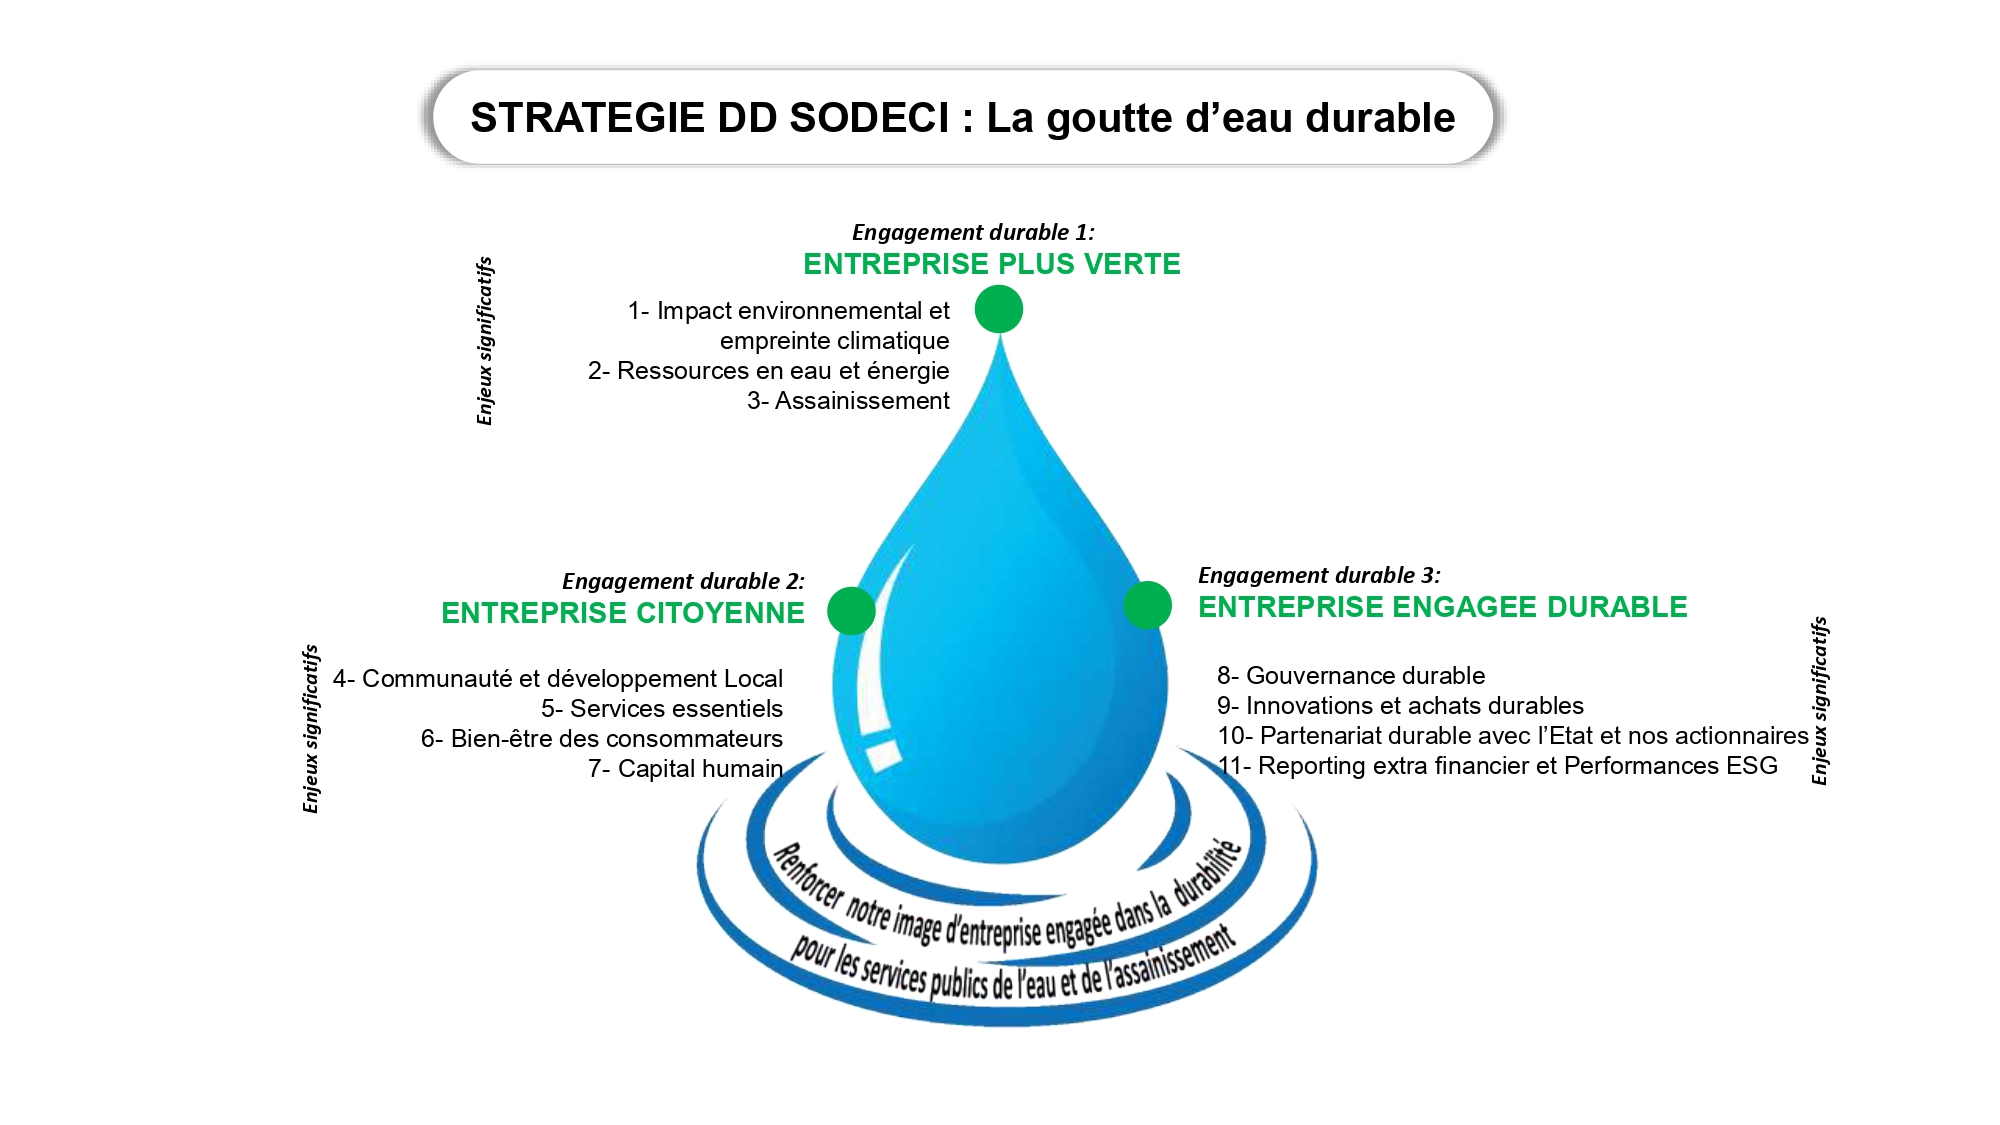 STRATEGIE DD SODECI : La goutte d’eau durable
Engagement durable 1:
ENTREPRISE PLUS VERTE
Enjeux significatifs
1- Impact environnemental et
empreinte climatique
2- Ressources en eau et énergie
3- Assainissement
Engagement durable 2:
ENTREPRISE CITOYENNE
Enjeux significatifs
4- Communauté et développement Local
5- Services essentiels
6- Bien-être des consommateurs
7- Capital humain
Engagement durable 3:
ENTREPRISE ENGAGEE DURABLE
8- Gouvernance durable
9- Innovations et achats durables
10- Partenariat durable avec l’Etat et nos actionnaires
11- Reporting extra financier et Performances ESG
Enjeux significatifs
Renforcer notre image d’entreprise engagée dans la durabilité
pour les services publics de l’eau et de l’assainissement